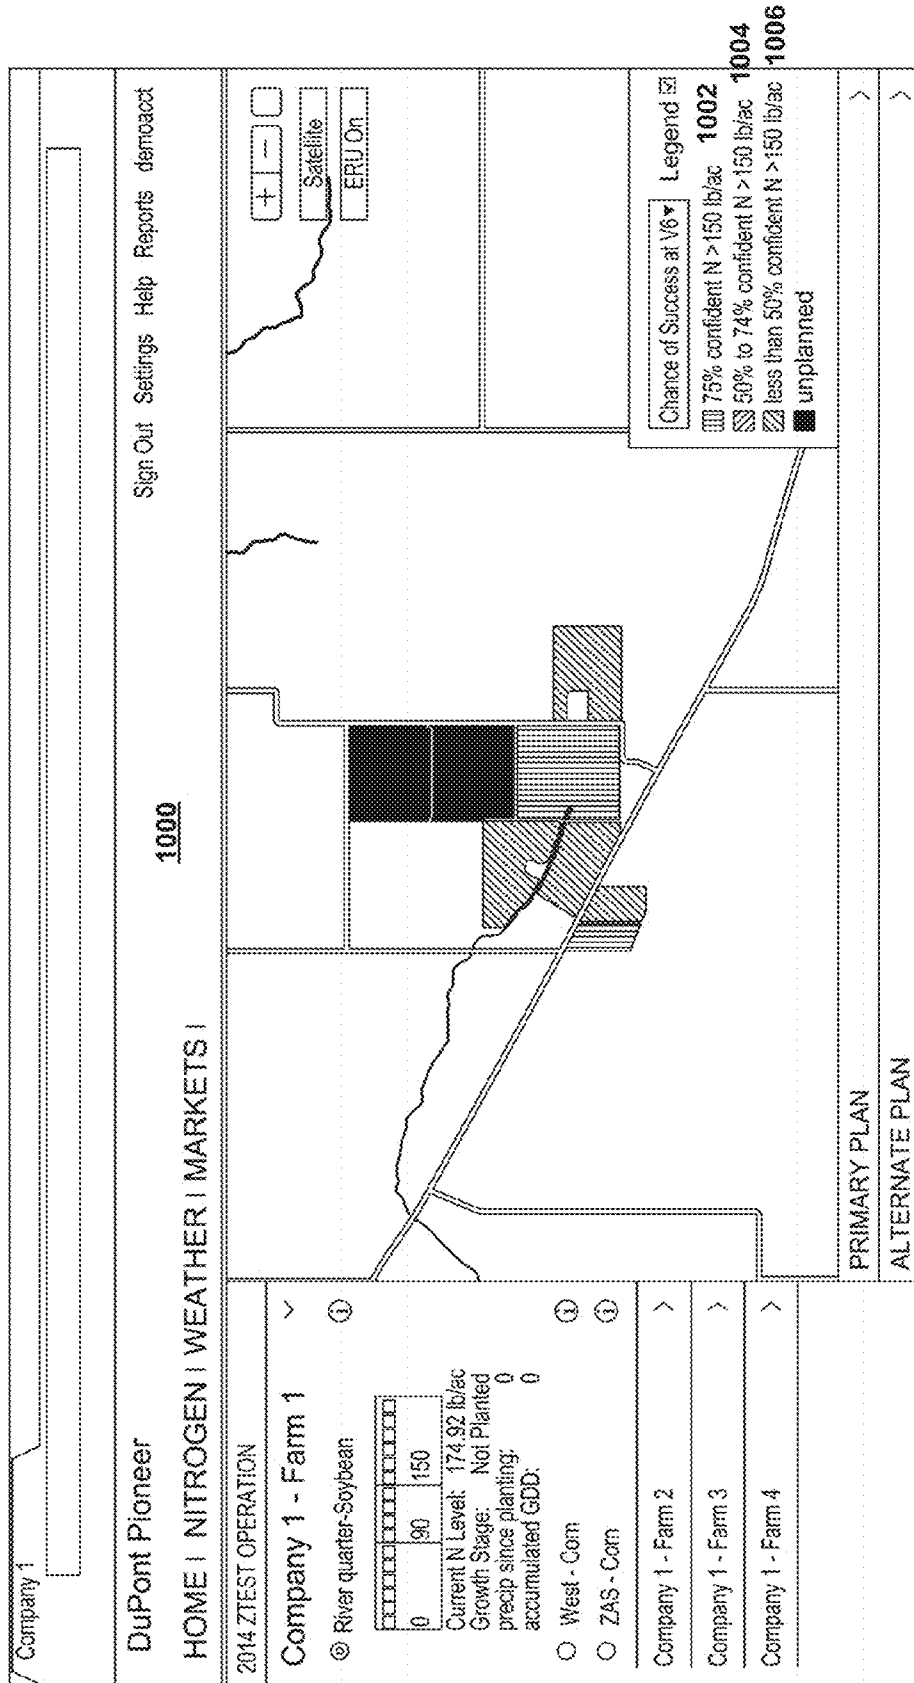 Company 1
DuPont Pioneer
Sign Out Settings Help Reports demoacct
1000
HOME | NITROGEN | WEATHER | MARKETS |
2014 ZTEST OPERATION
Company 1 - Farm 1
River quarter-Soybean
0 90 150
Current N Level: 174.92 lb/ac
Growth Stage: Not Planted
precip since planting: 0
accumulated GDD: 0
West - Corn
ZAS - Corn
Company 1 - Farm 2
Company 1 - Farm 3
Company 1 - Farm 4
+ -
Satellite
ERU On
Chance of Success at V6 Legend
75% confident N >150 lb/ac 1002
50% to 74% confident N >150 lb/ac 1004
less than 50% confident N >150 lb/ac 1006
unplanned
PRIMARY PLAN
ALTERNATE PLAN